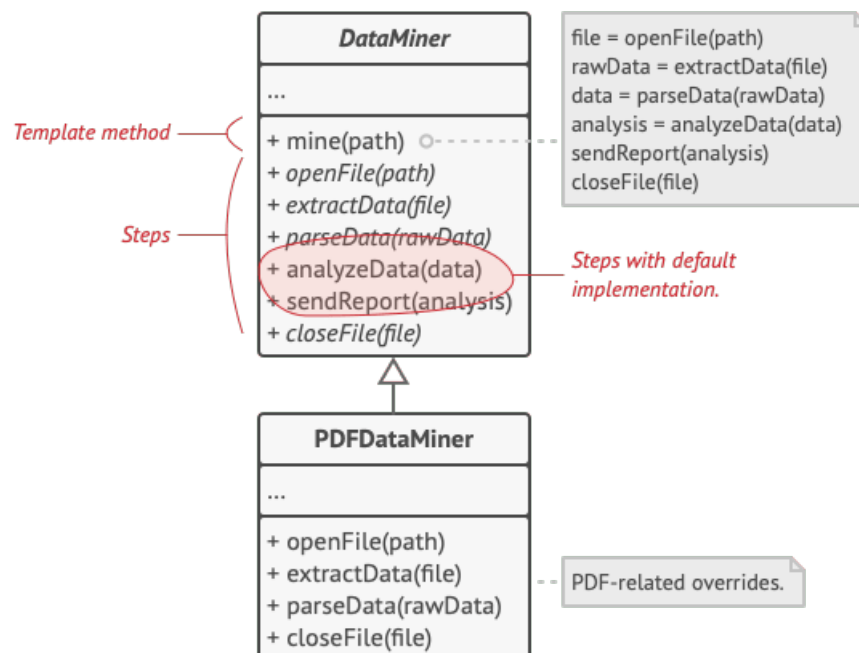 DataMiner
...
Template method
+ mine(path)
+ openFile(path)
+ extractData(file)
+ parseData(rawData)
+ analyzeData(data)
+ sendReport(analysis)
+ closeFile(file)
Steps
Steps with default
implementation.
file = openFile(path)
rawData = extractData(file)
data = parseData(rawData)
analysis = analyzeData(data)
sendReport(analysis)
closeFile(file)
PDFDataMiner
...
+ openFile(path)
+ extractData(file)
+ parseData(rawData)
+ closeFile(file)
PDF-related overrides.